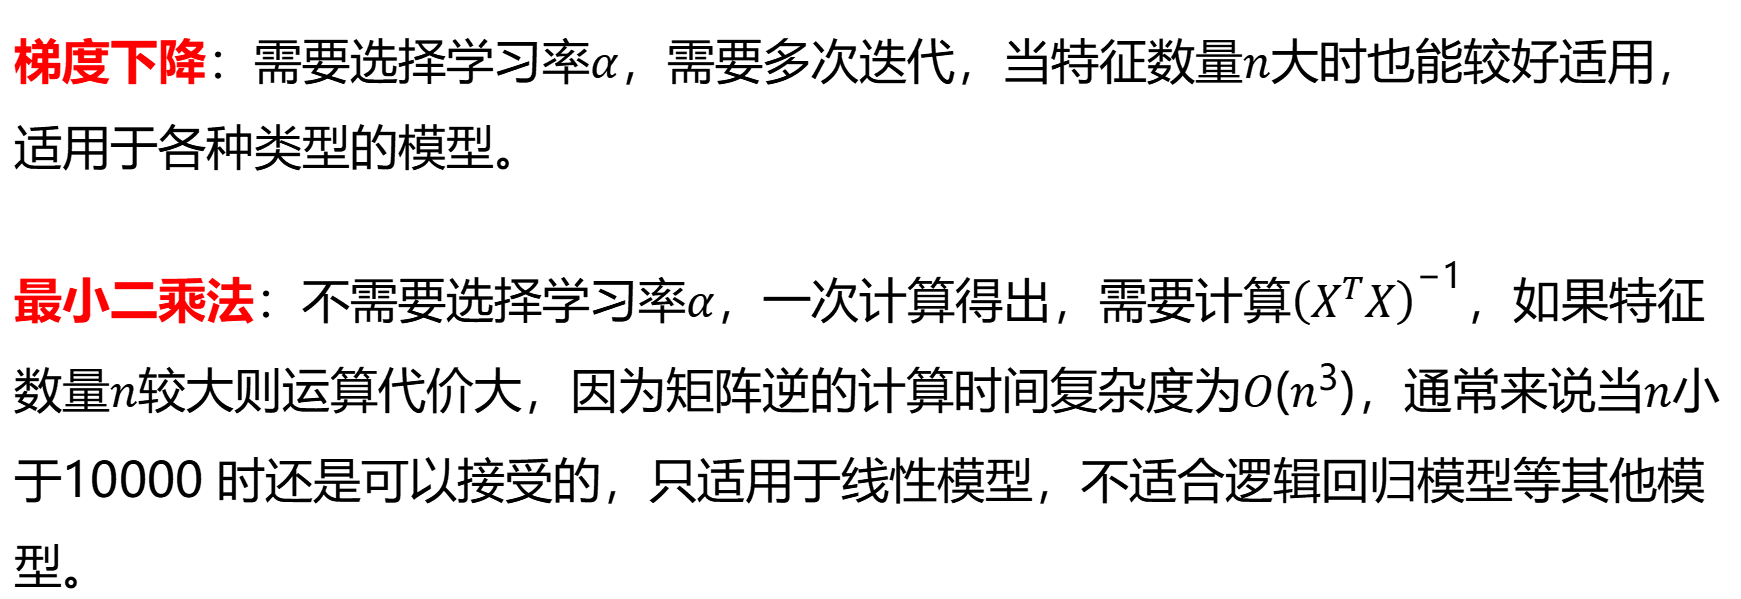 梯度下降：需要选择学习率α，需要多次迭代，当特征数量n大时也能较好适用，
适用于各种类型的模型。
最小二乘法：不需要选择学习率α，一次计算得出，需要计算(XᵀX)⁻¹，如果特征
数量n较大则运算代价大，因为矩阵逆的计算时间复杂度为O(n³)，通常来说当n小
于10000 时还是可以接受的，只适用于线性模型，不适合逻辑回归模型等其他模
型。